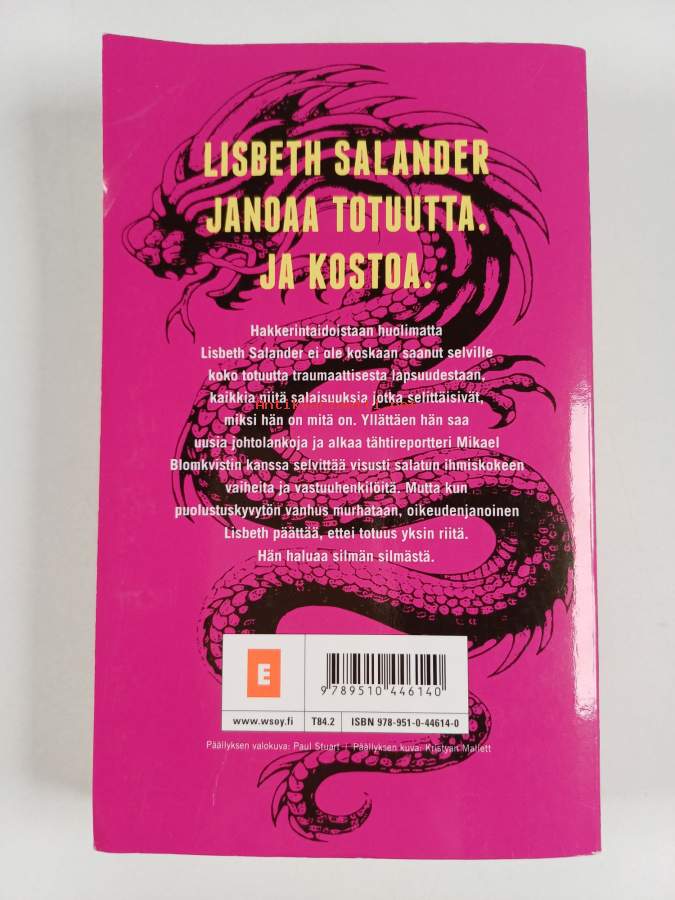 LISBETH SALANDER
JANOAA TOTUUTTA.
JA KOSTOA.
Hakkerintaidoistaan huolimatta
Lisbeth Salander ei ole koskaan saanut selville
koko totuutta traumaattisesta lapsuudestaan,
kaikkia niitä salaisuuksia jotka selittäisivät,
miksi hän on mitä on. Yllättäen hän saa
uusia johtolankoja ja alkaa tähtireportteri Mikael
Blomkvistin kanssa selvittää visusti salatun ihmiskokeen
vaiheita ja vastuuhenkilöitä. Mutta kun
puolustuskyvytön vanhus murhataan, oikeudenjanoinen
Lisbeth päättää, ettei totuus yksin riitä.
Hän haluaa silmän silmästä.
E
9 789510 446140
www.wsoy.fi T84.2 ISBN 978-951-0-44614-0
Päällyksen valokuva: Paul Stuart | Päällyksen kuva: Kristyan Mallett